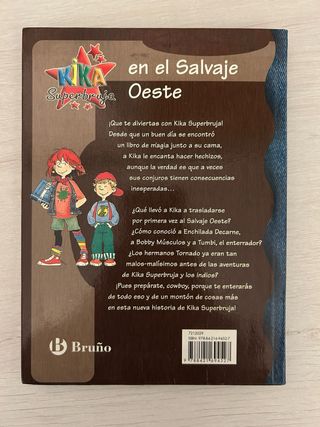 KIKA
Superbruja
en el Salvaje
Oeste
¡Que te diviertas con Kika Superbruja!
Desde que un buen día se encontró
un libro de magia junto a su cama,
a Kika le encanta hacer hechizos,
aunque la verdad es que a veces
sus conjuros tienen consecuencias
inesperadas...
¿Qué llevó a Kika a trasladarse
por primera vez al Salvaje Oeste?
¿Cómo conoció a Enchilada Decarne,
a Bobby Músculos y a Tumbi, el enterrador?
¿Los hermanos Tornado ya eran tan
malos-malísimos antes de las aventuras
de Kika Superbruja y los indios?
¡Pues prepárate, cowboy, porque te enterarás
de todo eso y de un montón de cosas más
en esta nueva historia de Kika Superbruja!
Bruño